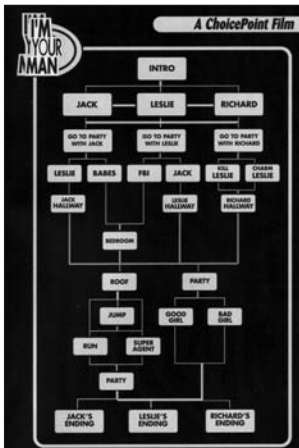 I'M
YOUR
MAN
A ChoicePoint Film
INTRO
JACK
LESLIE
RICHARD
GO TO PARTY
WITH JACK
GO TO PARTY
WITH LESLIE
GO TO PARTY
WITH RICHARD
LESLIE
BABES
FBI
JACK
KILL
LESLIE
CHARM
LESLIE
JACK
HALLWAY
LESLIE
HALLWAY
RICHARD
HALLWAY
BEDROOM
ROOF
PARTY
JUMP
GOOD
GIRL
BAD
GIRL
RUN
SUPER
AGENT
PARTY
JACK'S
ENDING
LESLIE'S
ENDING
RICHARD'S
ENDING